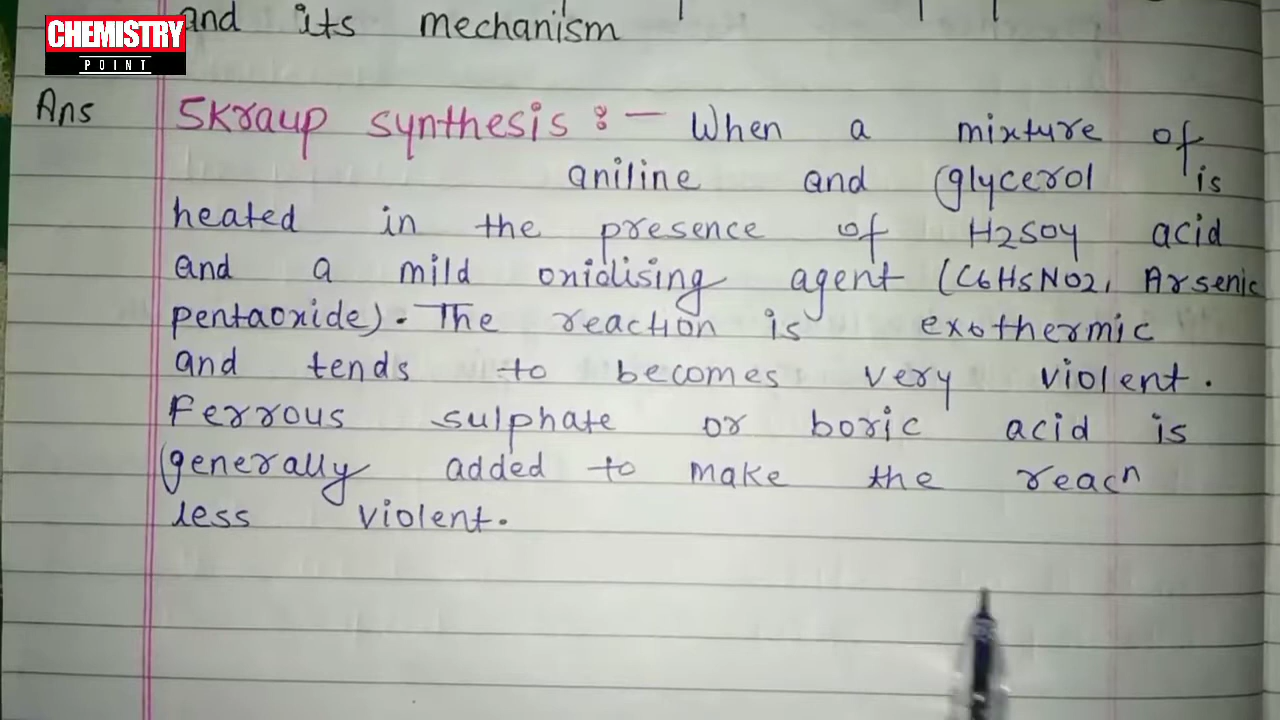 and its mechanism
CHEMISTRY
POINT
Ans
Skraup synthesis :- When a mixture of
aniline and glycerol is
heated in the presence of H2SO4 acid
and a mild oxidising agent (C6H5NO2, Arsenic
pentaoxide). The reaction is exothermic
and tends to becomes very violent.
Ferrous sulphate or boric acid is
generally added to make the reacn
less violent.